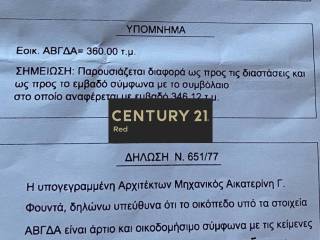 ΥΠΟΜΝΗΜΑ
Εοικ. ΑΒΓΔΑ= 360.00 τ.μ.
ΣΗΜΕΙΩΣΗ: Παρουσιάζεται διαφορά ως προς τις διαστάσεις και
ως προς το εμβαδό σύμφωνα με το συμβόλαιο
στο οποίο αναφέρεται με εμβαδό 346.12 τ.μ.
CENTURY 21
Red
ΔΗΛΩΣΗ Ν. 651/77
Η υπογεγραμμένη Αρχιτέκτων Μηχανικός Αικατερίνη Γ.
Φουντά, δηλώνω υπεύθυνα ότι το οικόπεδο υπό τα στοιχεία
ΑΒΓΔΑ είναι άρτιο και οικοδομήσιμο σύμφωνα με τις κείμενες